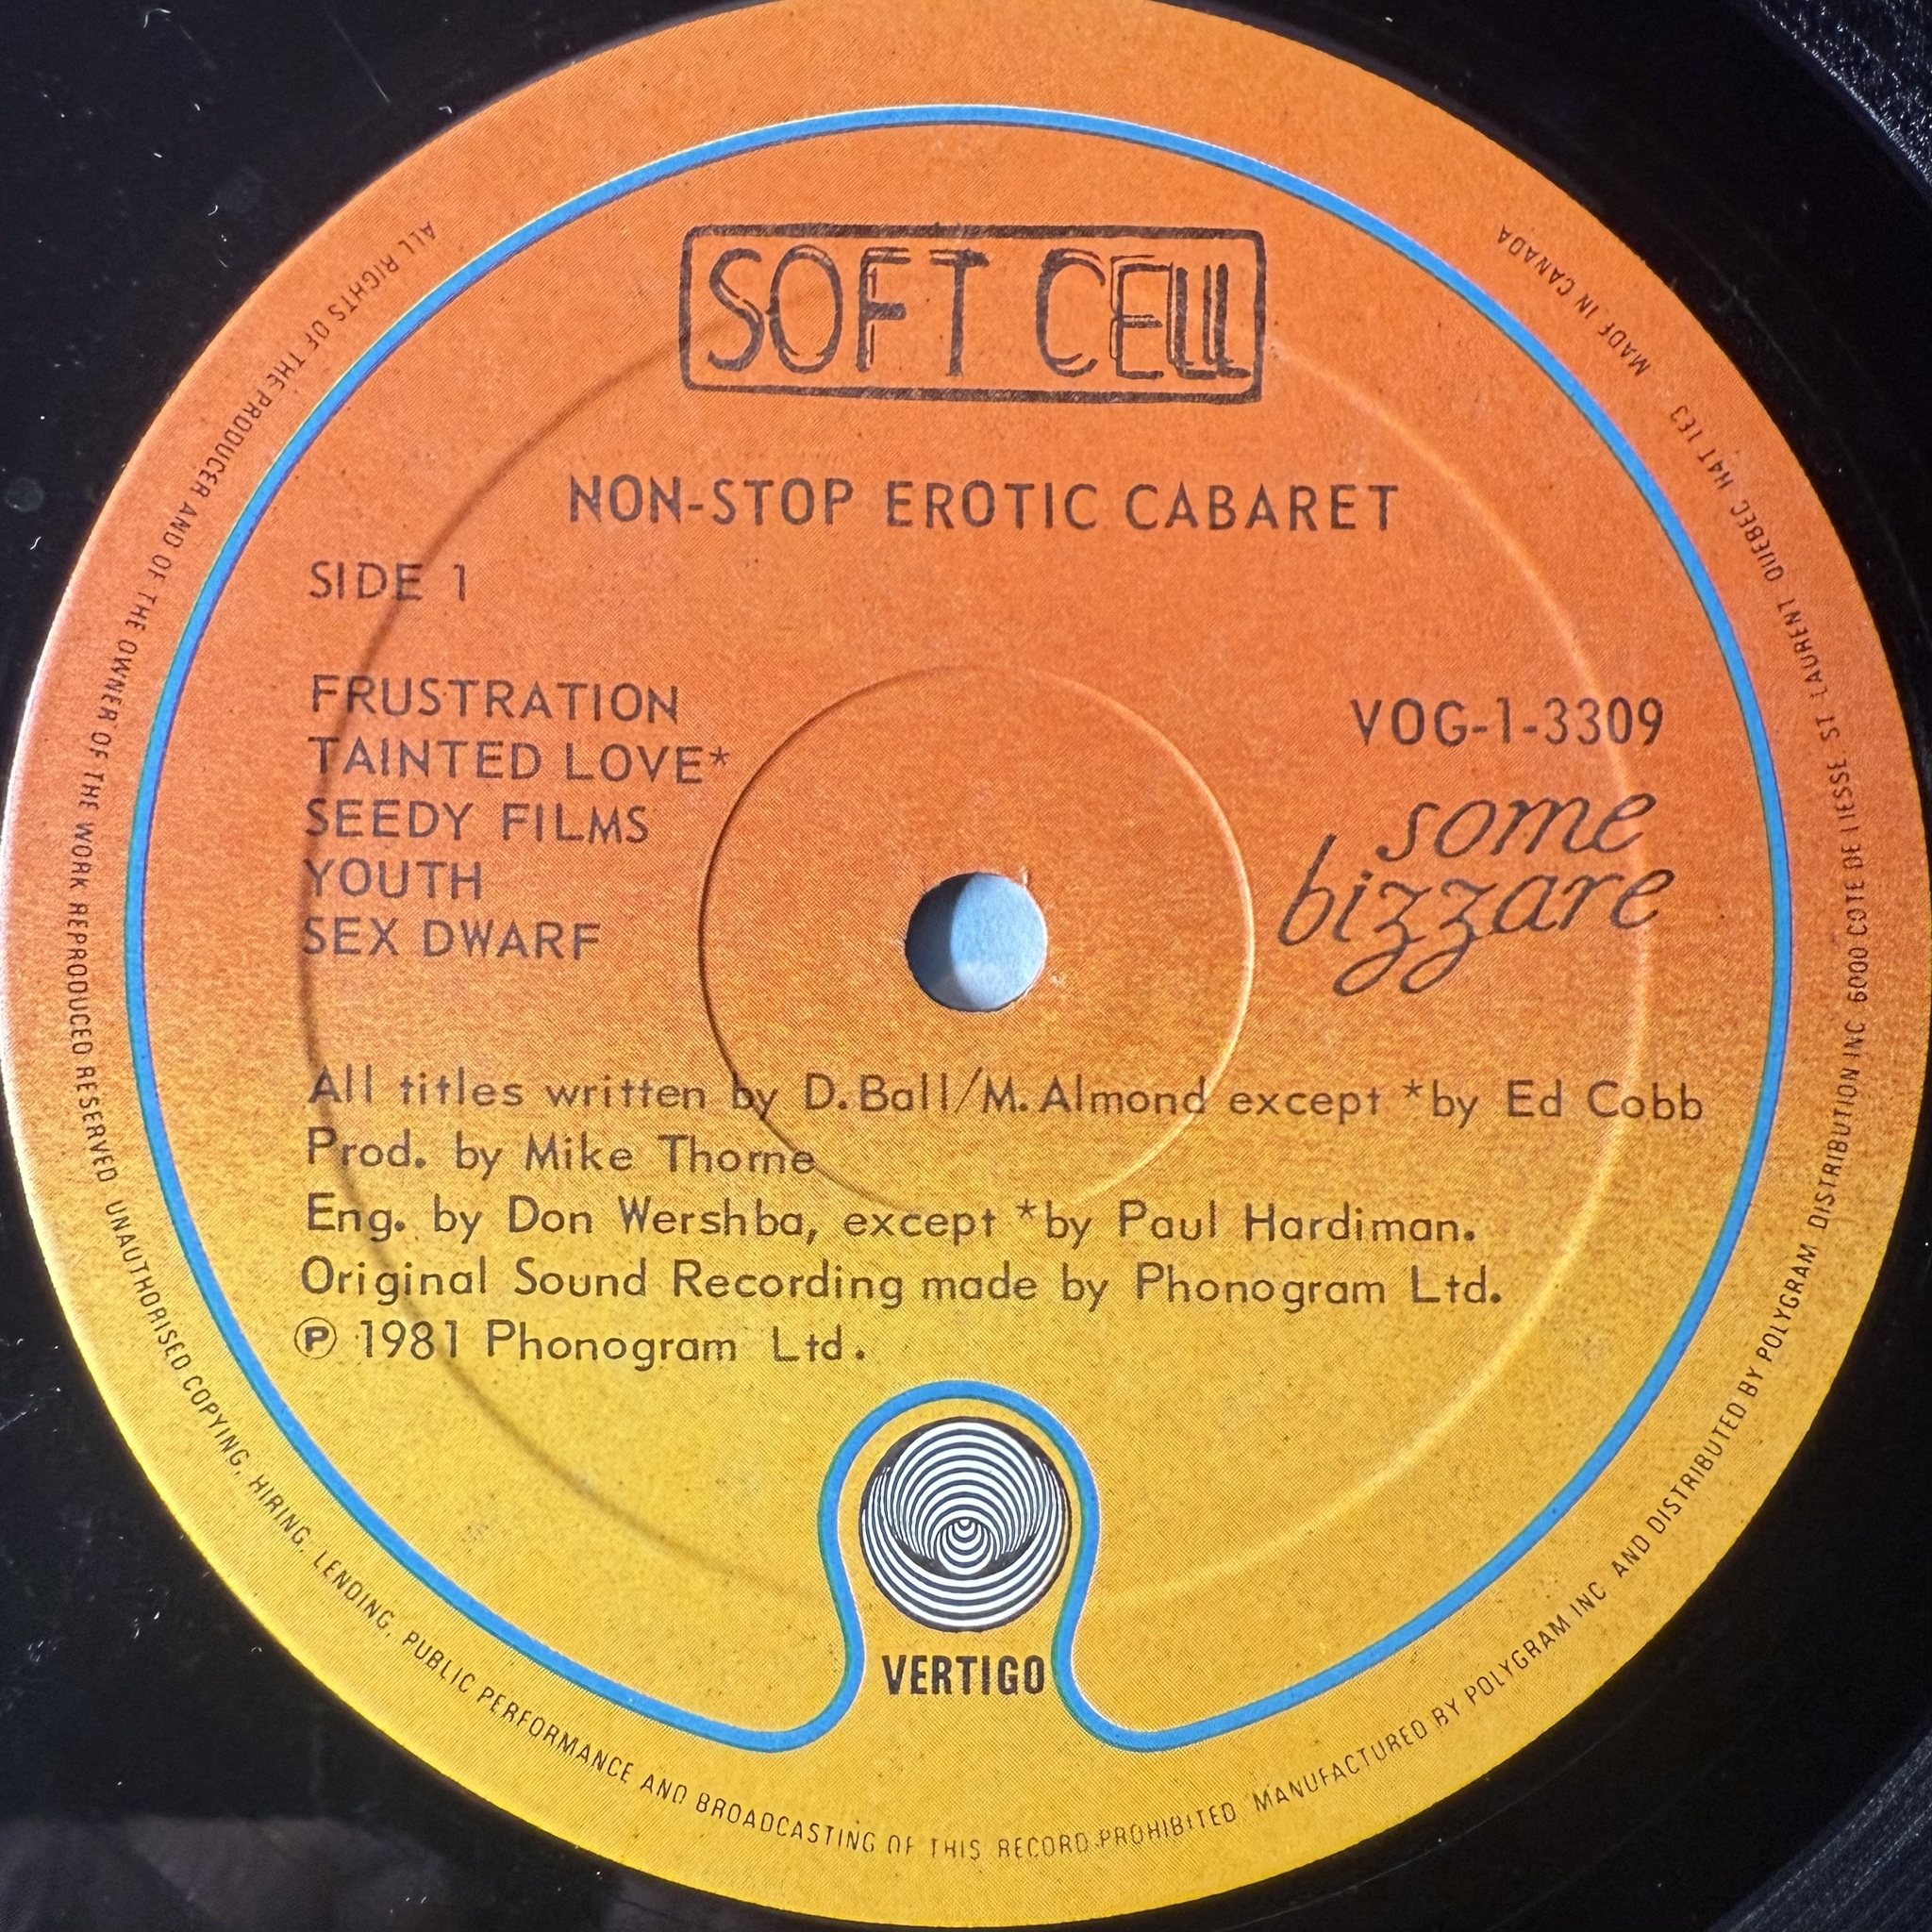 SOFT CELL
NON-STOP EROTIC CABARET
SIDE 1
FRUSTRATION
TAINTED LOVE*
SEEDY FILMS
YOUTH
SEX DWARF
VOG-1-3309
some
bizzare
All titles written by D.Ball/M.Almond except *by Ed Cobb
Prod. by Mike Thorne
Eng. by Don Wershba, except *by Paul Hardiman.
Original Sound Recording made by Phonogram Ltd.
℗ 1981 Phonogram Ltd.
VERTIGO
ALL RIGHTS OF THE PRODUCER AND OF THE OWNER OF THE WORK REPRODUCED RESERVED UNAUTHORISED COPYING, HIRING, LENDING, PUBLIC PERFORMANCE AND BROADCASTING OF THIS RECORD PROHIBITED MANUFACTURED BY POLYGRAM INC AND DISTRIBUTED BY POLYGRAM DISTRIBUTION INC 6000 COTE DE LIESSE, ST LAURENT QUEBEC H4T 1E3 MADE IN CANADA